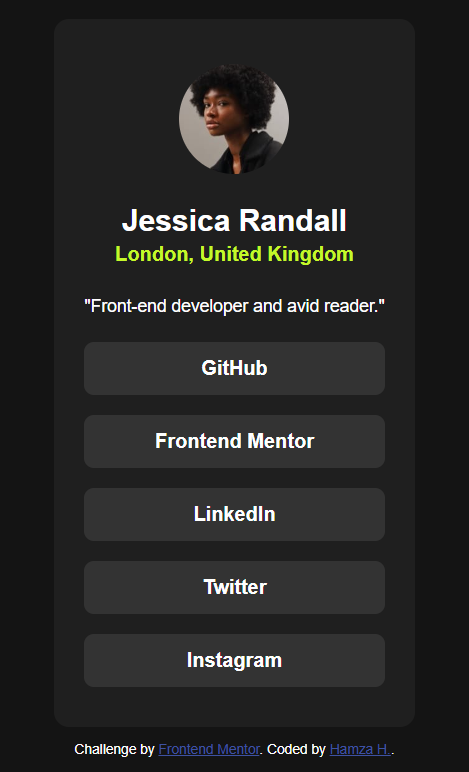 Jessica Randall
London, United Kingdom
"Front-end developer and avid reader."
GitHub
Frontend Mentor
LinkedIn
Twitter
Instagram
Challenge by Frontend Mentor. Coded by Hamza H..